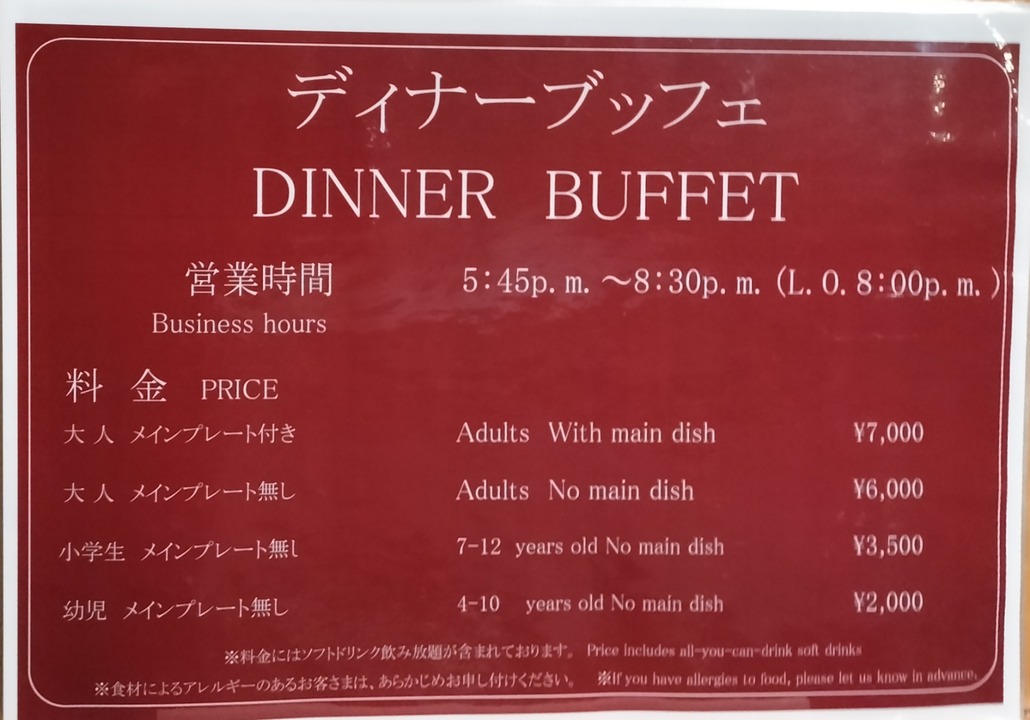 ディナーブッフェ
DINNER BUFFET
営業時間 5:45p.m.～8:30p.m.(L.O.8:00p.m.)
Business hours
料 金 PRICE
大人 メインプレート付き Adults With main dish ¥7,000
大人 メインプレート無し Adults No main dish ¥6,000
小学生 メインプレート無し 7-12 years old No main dish ¥3,500
幼児 メインプレート無し 4-10 years old No main dish ¥2,000
※料金にはソフトドリンク飲み放題が含まれております。 Price includes all-you-can-drink soft drinks
※食材によるアレルギーのあるお客さまは、あらかじめお申し付けください。 ※If you have allergies to food, please let us know in advance.